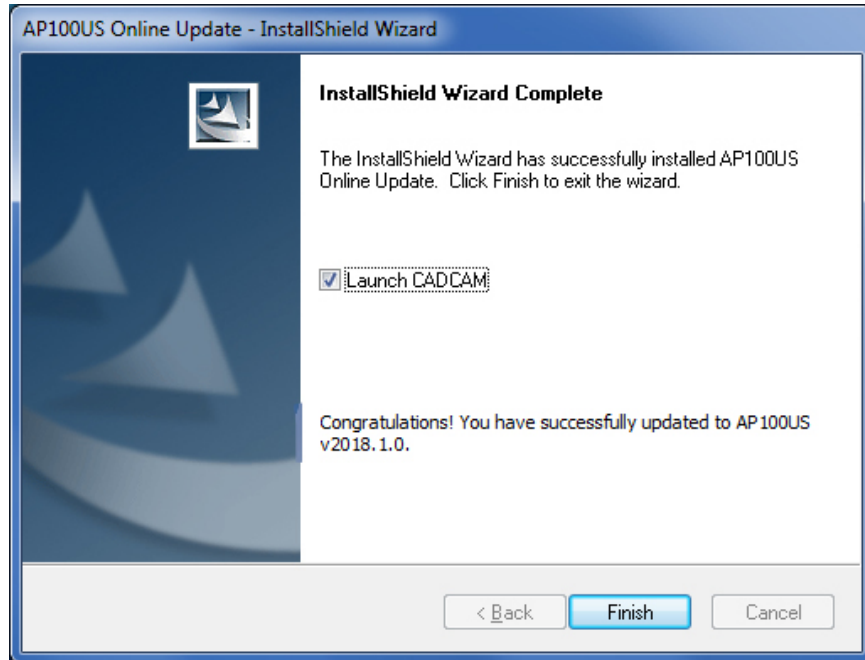 AP100US Online Update - InstallShield Wizard
InstallShield Wizard Complete
The InstallShield Wizard has successfully installed AP100US
Online Update. Click Finish to exit the wizard.
Launch CADCAM
Congratulations! You have successfully updated to AP100US
v2018.1.0.
< Back
Finish
Cancel